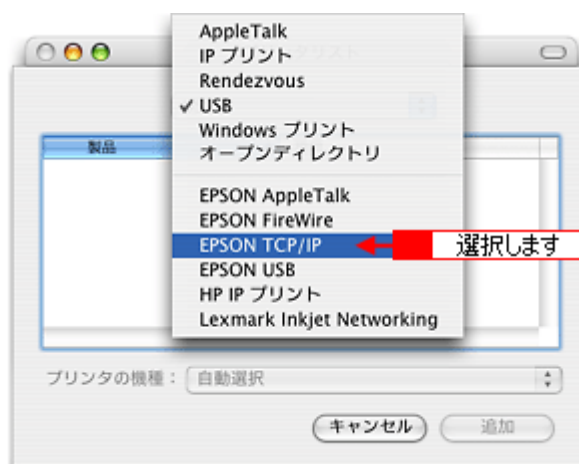 AppleTalk
IP プリント
Rendezvous
✓ USB
Windows プリント
オープンディレクトリ
製品
EPSON AppleTalk
EPSON FireWire
EPSON TCP/IP
選択します
EPSON USB
HP IP プリント
Lexmark Inkjet Networking
プリンタの機種：
自動選択
キャンセル
追加